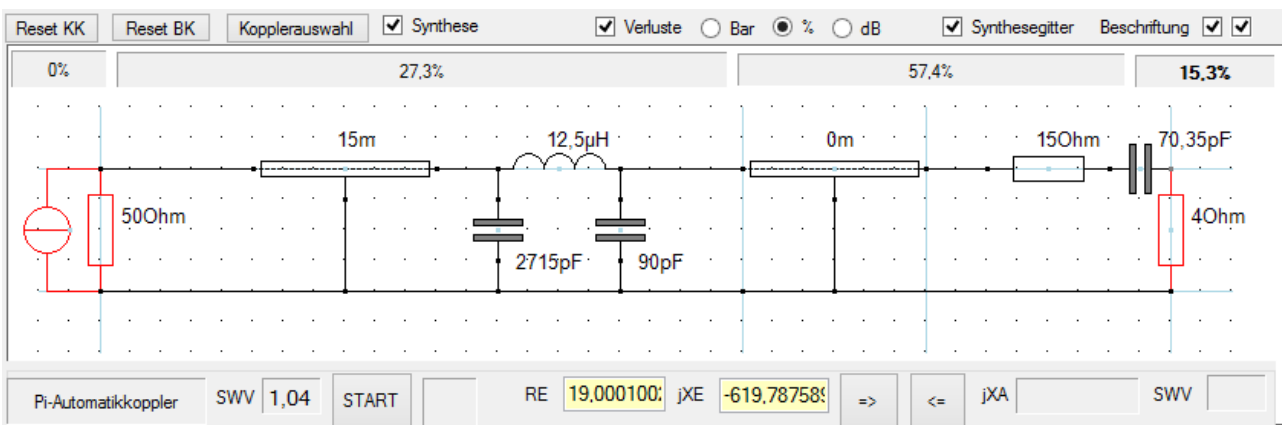 Reset KK Reset BK Kopplerauswahl Synthese Verluste Bar % dB Synthesegitter Beschriftung
0% 27,3% 57,4% 15,3%
15m 12,5µH 0m 15Ohm 70,35pF
50Ohm 4Ohm
2715pF 90pF
Pi-Automatikkoppler SWV 1,04 START RE 19,000100 jXE -619,787589 => <= jXA SWV